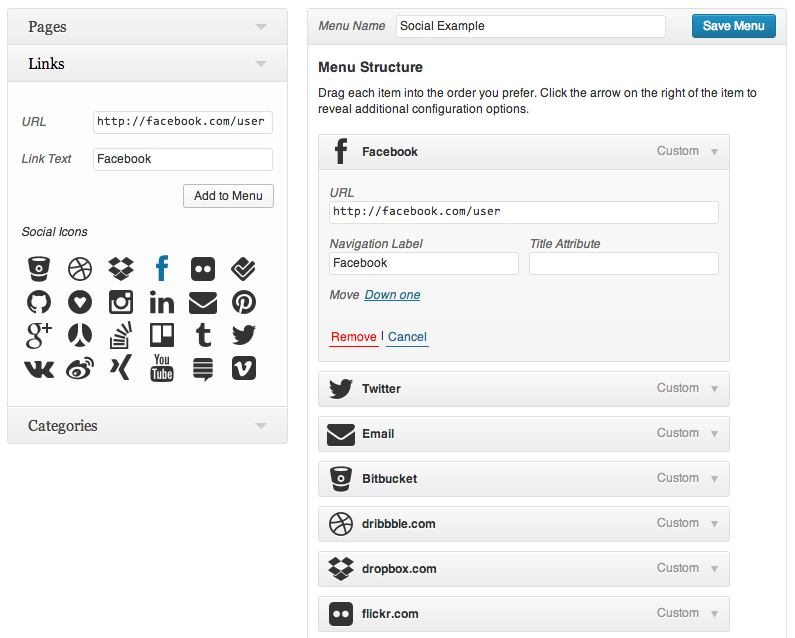 Pages
Links
URL
http://facebook.com/user
Link Text
Facebook
Add to Menu
Social Icons
g+
in
t
You
Tube
Categories
Menu Name
Social Example
Save Menu
Menu Structure
Drag each item into the order you prefer. Click the arrow on the right of the item to
reveal additional configuration options.
Facebook
Custom
URL
http://facebook.com/user
Navigation Label
Title Attribute
Facebook
Move Down one
Remove | Cancel
Twitter
Custom
Email
Custom
Bitbucket
Custom
dribbble.com
Custom
dropbox.com
Custom
flickr.com
Custom